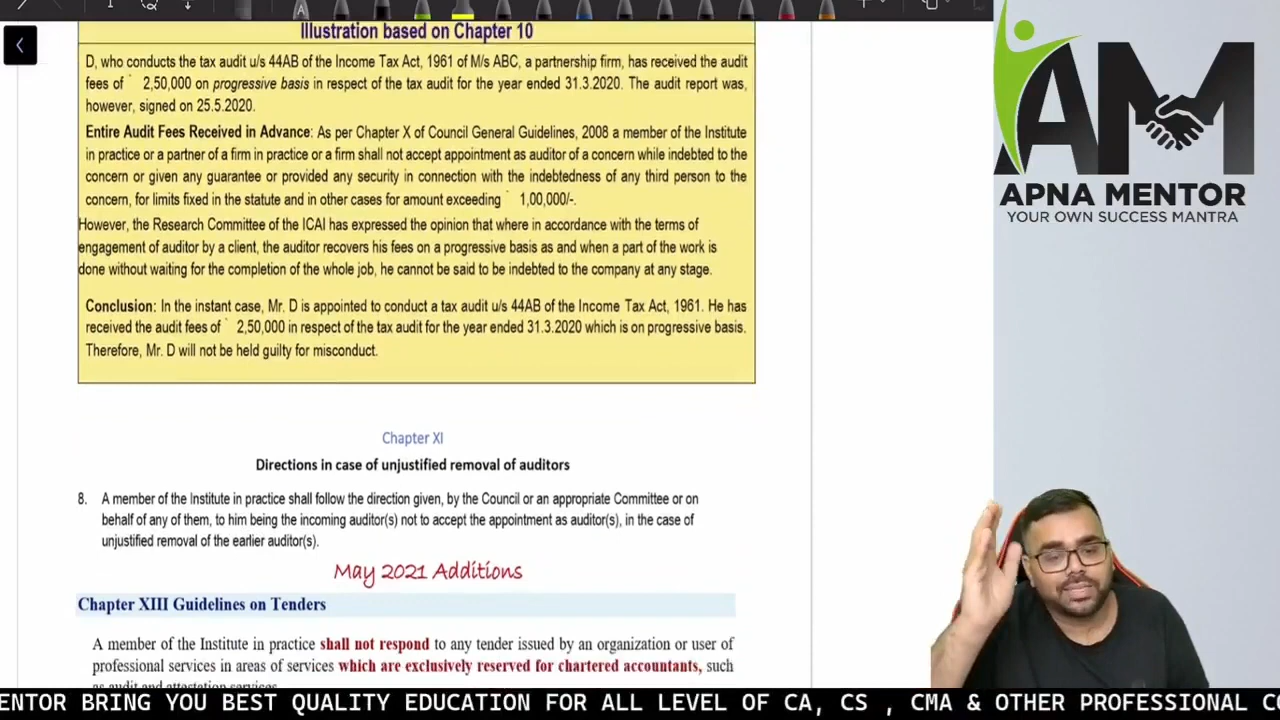 Illustration based on Chapter 10
D, who conducts the tax audit u/s 44AB of the Income Tax Act, 1961 of M/s ABC, a partnership firm, has received the audit
fees of ` 2,50,000 on progressive basis in respect of the tax audit for the year ended 31.3.2020. The audit report was,
however, signed on 25.5.2020.
Entire Audit Fees Received in Advance: As per Chapter X of Council General Guidelines, 2008 a member of the Institute
in practice or a partner of a firm in practice or a firm shall not accept appointment as auditor of a concern while indebted to the
concern or given any guarantee or provided any security in connection with the indebtedness of any third person to the
concern, for limits fixed in the statute and in other cases for amount exceeding ` 1,00,000/-.
However, the Research Committee of the ICAI has expressed the opinion that where in accordance with the terms of
engagement of auditor by a client, the auditor recovers his fees on a progressive basis as and when a part of the work is
done without waiting for the completion of the whole job, he cannot be said to be indebted to the company at any stage.
Conclusion: In the instant case, Mr. D is appointed to conduct a tax audit u/s 44AB of the Income Tax Act, 1961. He has
received the audit fees of ` 2,50,000 in respect of the tax audit for the year ended 31.3.2020 which is on progressive basis.
Therefore, Mr. D will not be held guilty for misconduct.
Chapter XI
Directions in case of unjustified removal of auditors
8. A member of the Institute in practice shall follow the direction given, by the Council or an appropriate Committee or on
behalf of any of them, to him being the incoming auditor(s) not to accept the appointment as auditor(s), in the case of
unjustified removal of the earlier auditor(s).
May 2021 Additions
Chapter XIII Guidelines on Tenders
A member of the Institute in practice shall not respond to any tender issued by an organization or user of
professional services in areas of services which are exclusively reserved for chartered accountants, such
as audit and attestation services.
AM
APNA MENTOR
YOUR OWN SUCCESS MANTRA
ENTOR BRING YOU BEST QUALITY EDUCATION FOR ALL LEVEL OF CA, CS , CMA & OTHER PROFESSIONAL